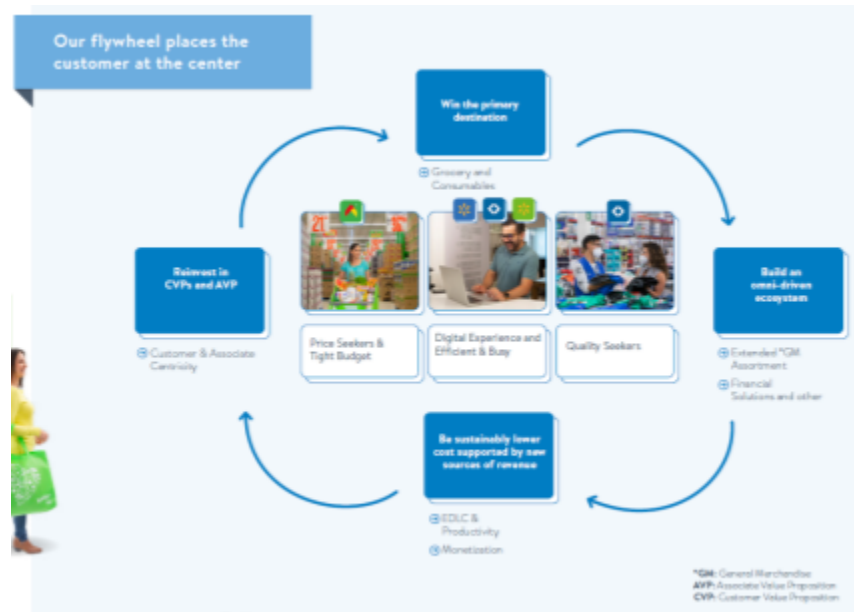 Our flywheel places the
customer at the center
Win the primary
destination
Grocery and
Consumables
Reinvest in
CVPs and AVP
Customer & Associate
Centricity
Price Seekers &
Tight Budget
Digital Experience and
Efficient & Busy
Quality Seekers
Build an
omni-driven
ecosystem
Extended *GM
Assortment
Financial
Solutions and other
Be sustainably lower
cost supported by new
sources of revenue
EDLC &
Productivity
Monetization
*GM: General Merchandise
AVP: Associate Value Proposition
CVP: Customer Value Proposition